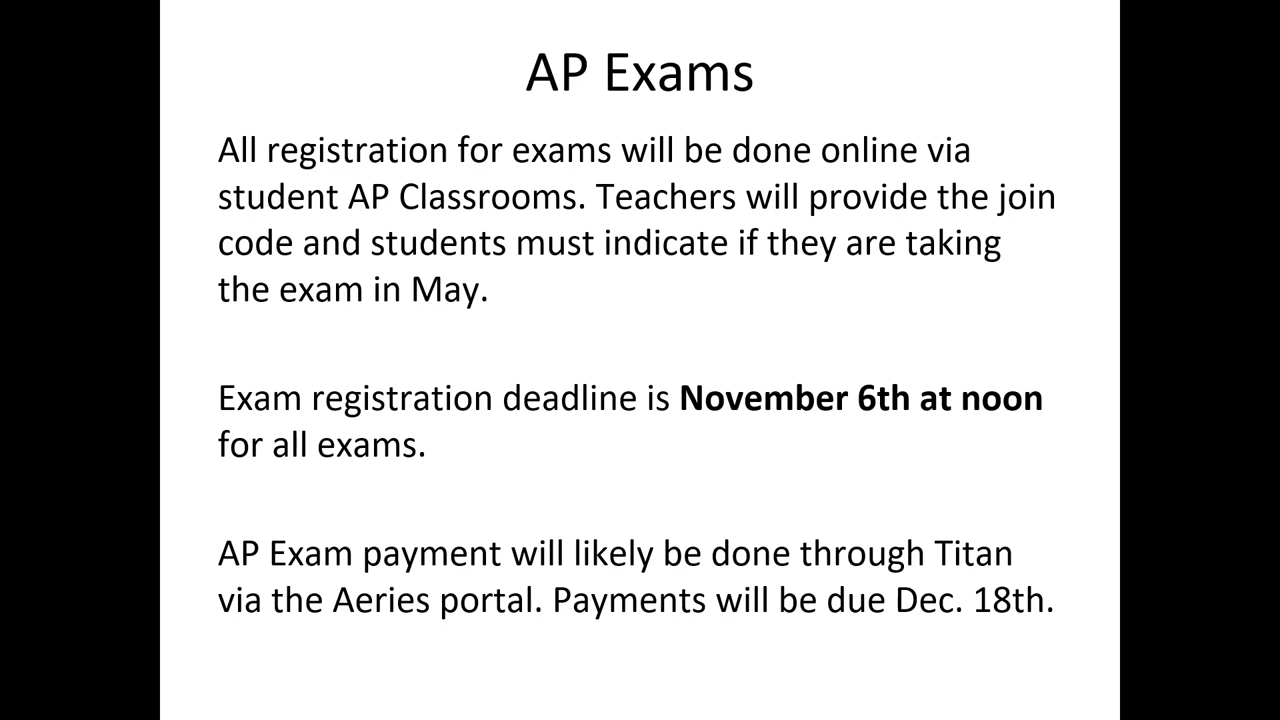 AP Exams
All registration for exams will be done online via
student AP Classrooms. Teachers will provide the join
code and students must indicate if they are taking
the exam in May.
Exam registration deadline is November 6th at noon
for all exams.
AP Exam payment will likely be done through Titan
via the Aeries portal. Payments will be due Dec. 18th.